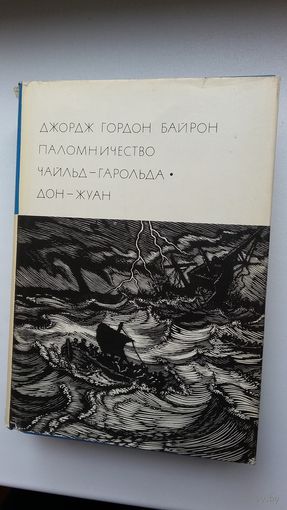 ДЖОРДЖ ГОРДОН БАЙРОН
ПАЛОМНИЧЕСТВО
ЧАЙЛЬД-ГАРОЛЬДА •
ДОН-ЖУАН